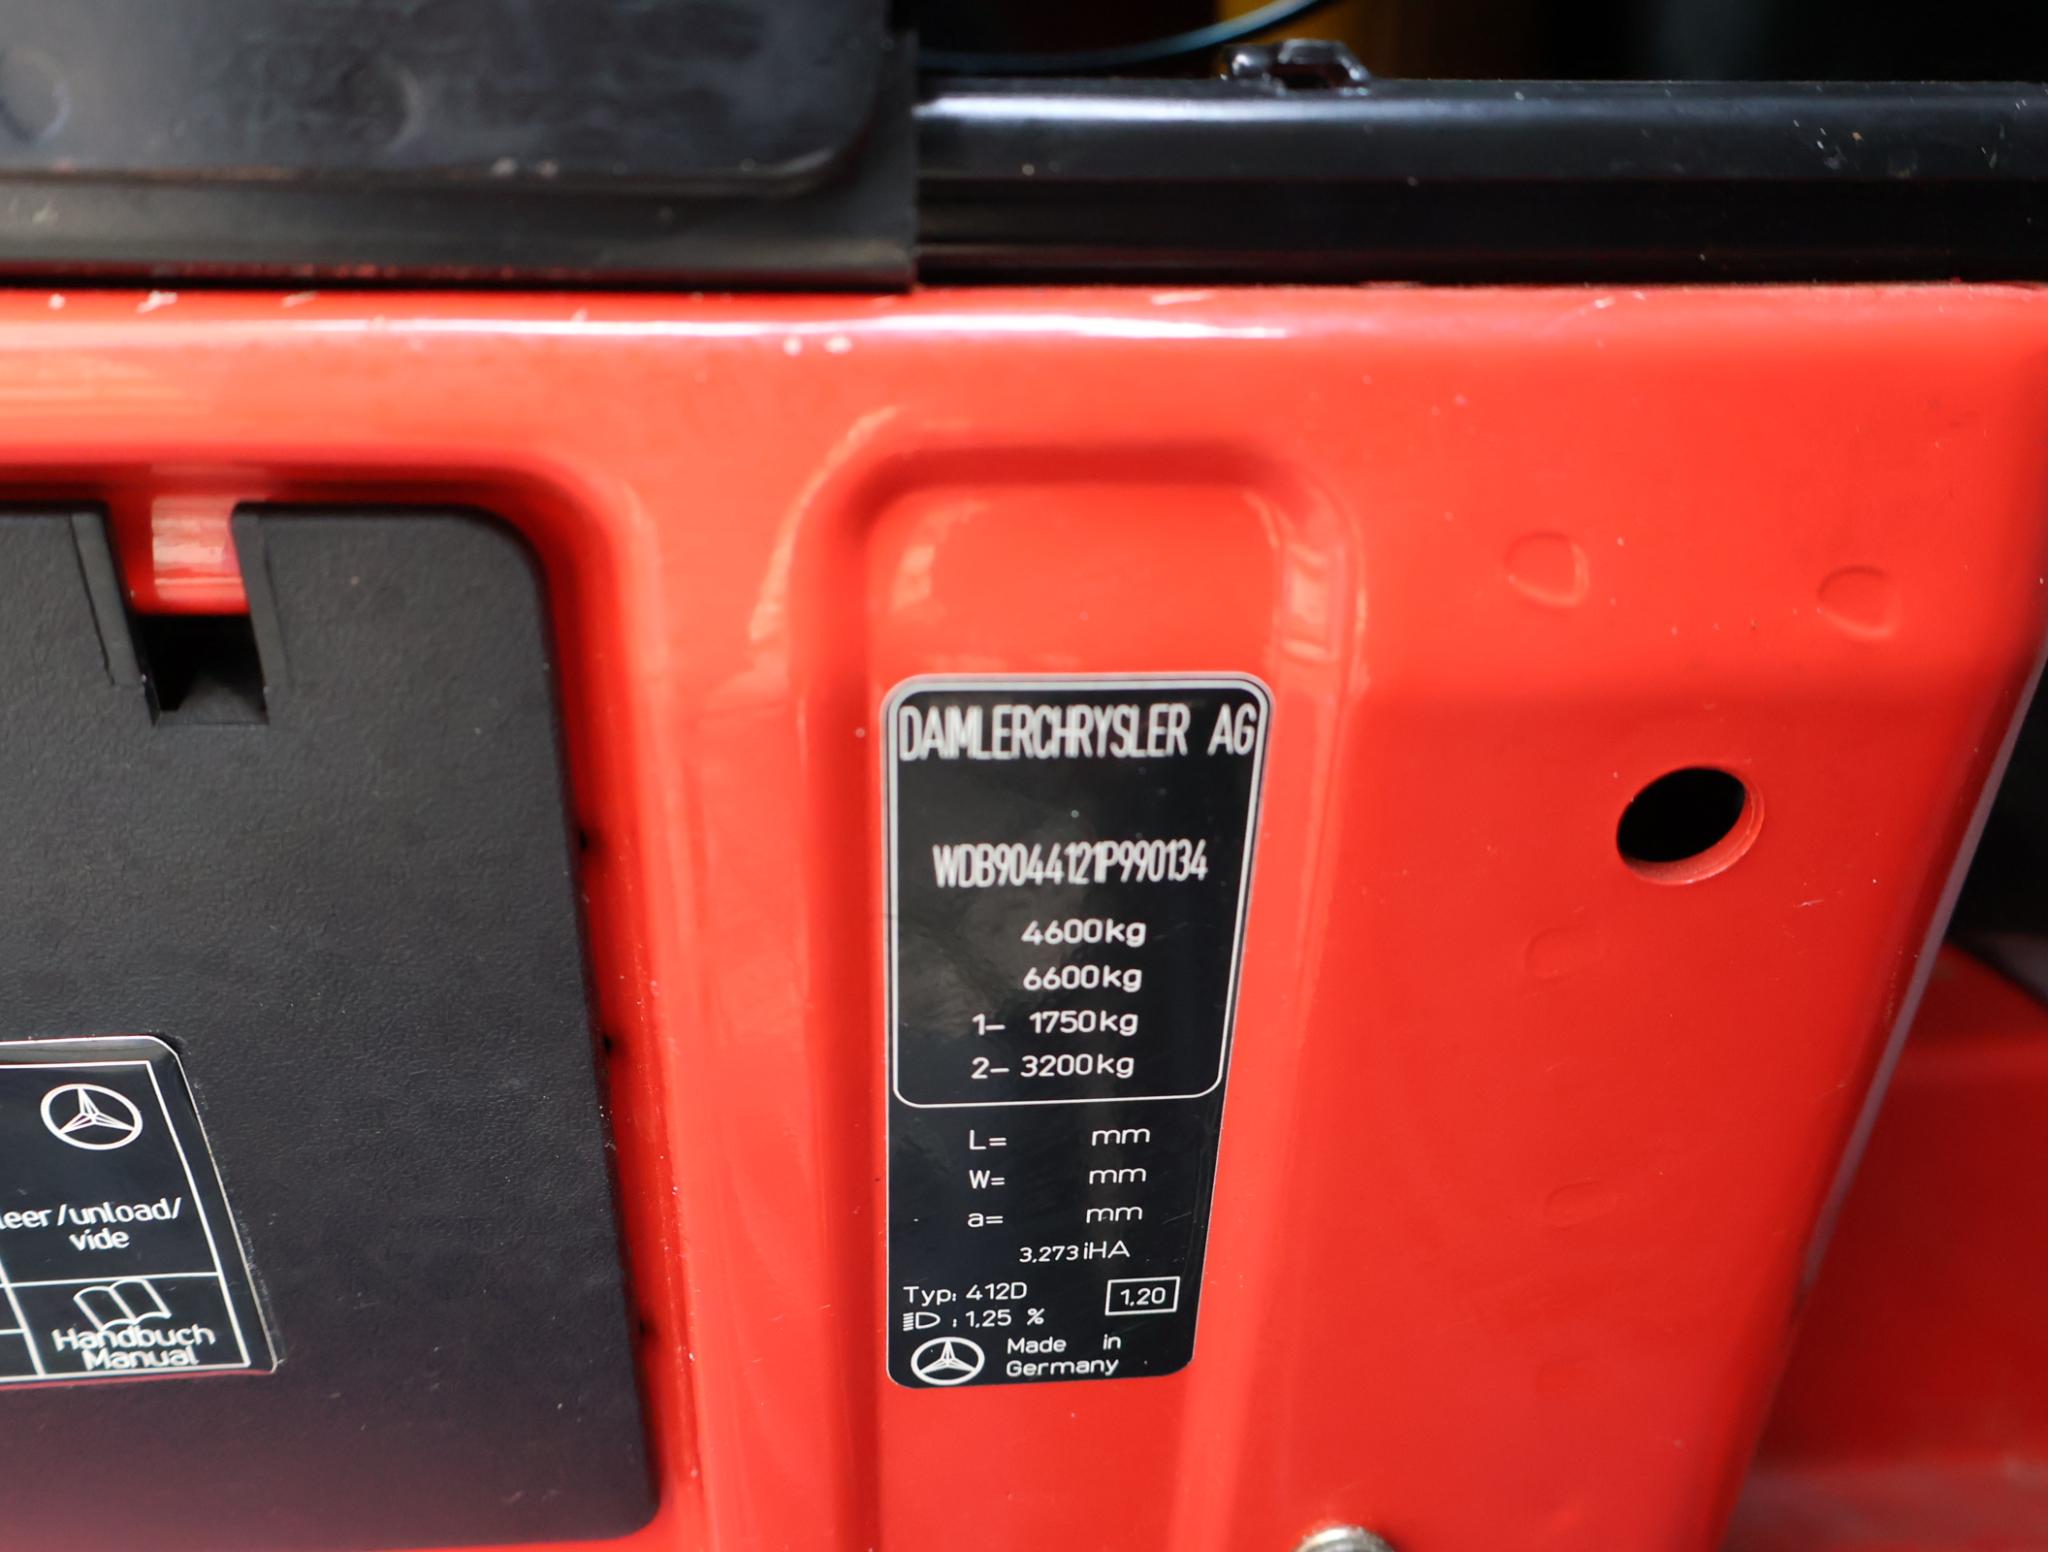 DAIMLERCHRYSLER AG
WDB9044121P990134
4600kg
6600kg
1– 1750kg
2– 3200kg
L= mm
W= mm
a= mm
3,273 iHA
Typ: 412D 1,20
: 1,25 %
Made in
Germany
leer/unload/
vide
Handbuch
Manual